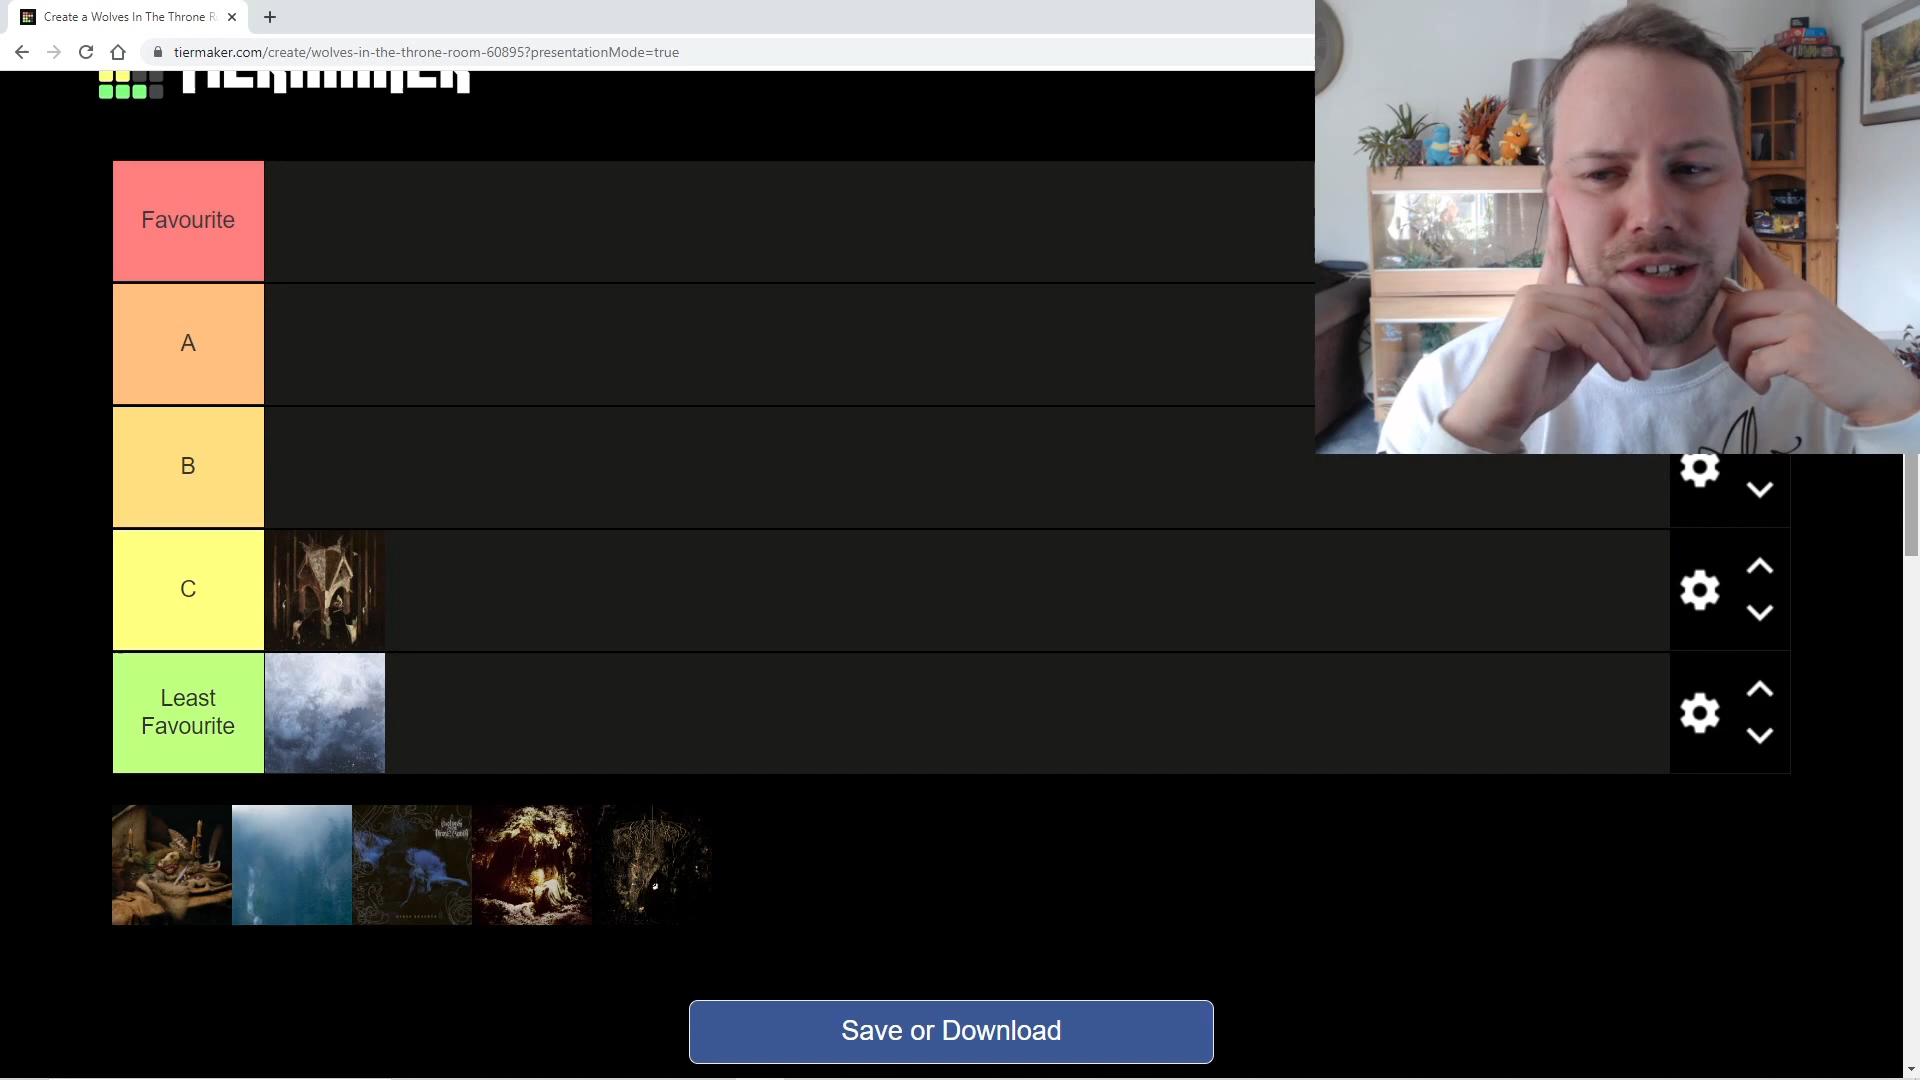 Create a Wolves In The Throne R
tiermaker.com/create/wolves-in-the-throne-room-60895?presentationMode=true
TIERMAKER
Favourite
A
B
C
Least
Favourite
Save or Download